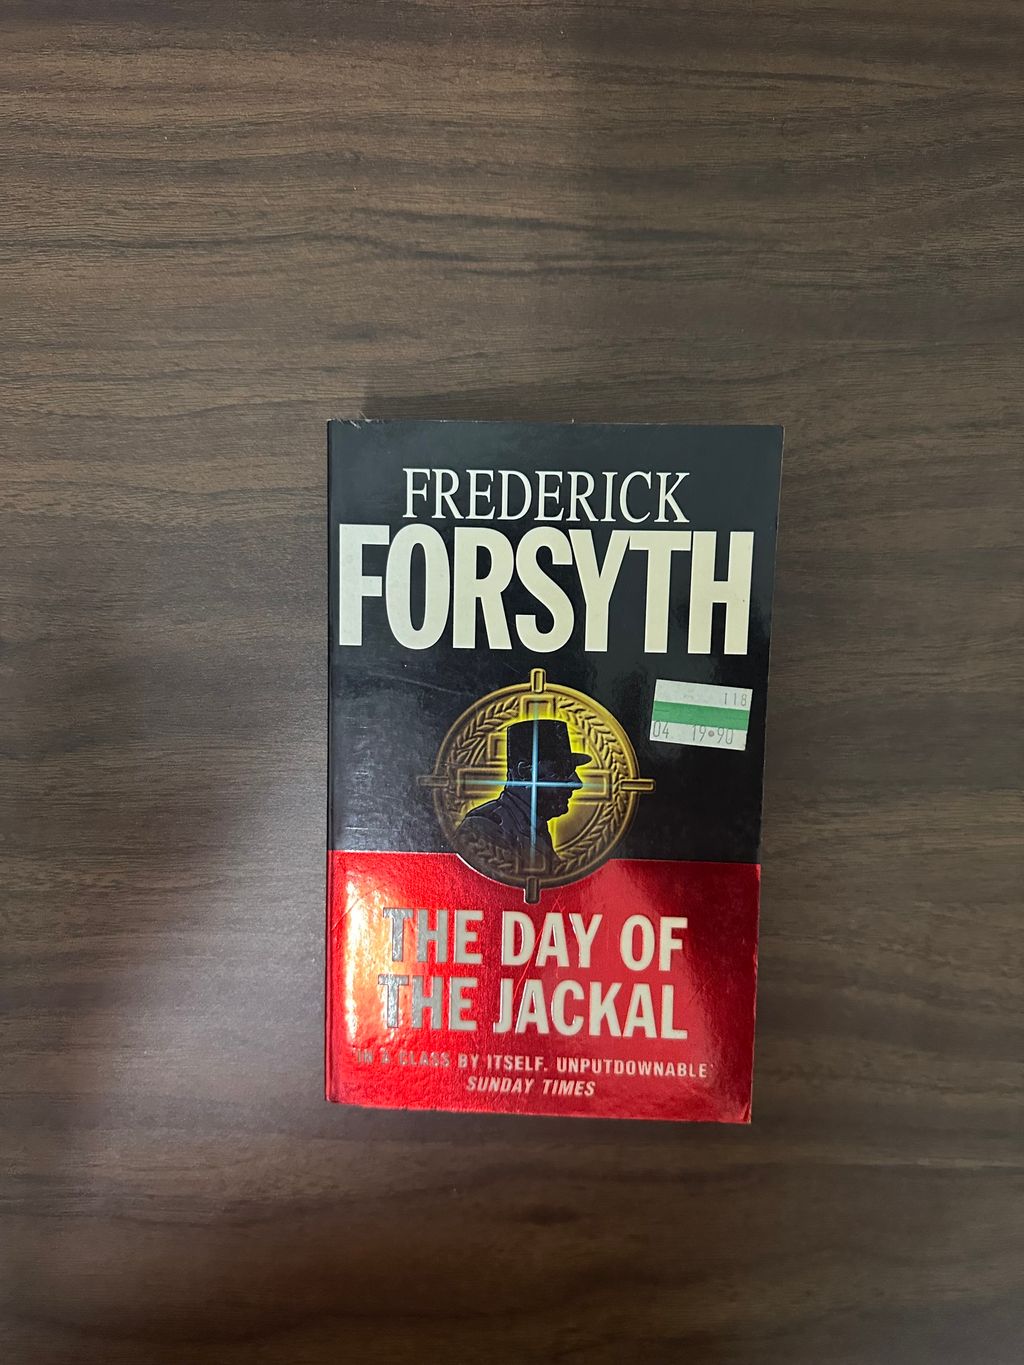 FREDERICK
FORSYTH
118
04 19•90
THE DAY OF
THE JACKAL
'IN A CLASS BY ITSELF. UNPUTDOWNABLE'
SUNDAY TIMES